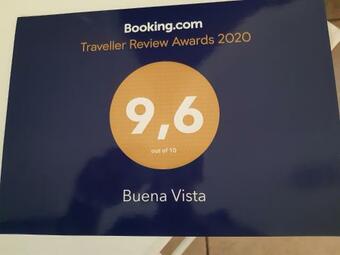 Booking.com
Traveller Review Awards 2020
9,6
out of 10
Buena Vista